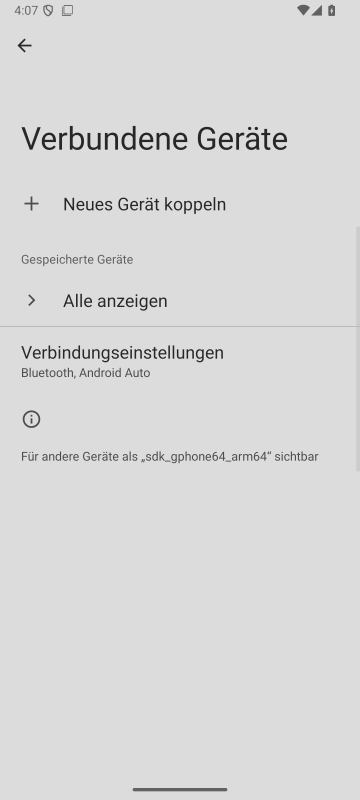 4:07
Verbundene Geräte
Neues Gerät koppeln
Gespeicherte Geräte
Alle anzeigen
Verbindungseinstellungen
Bluetooth, Android Auto
Für andere Geräte als „sdk_gphone64_arm64“ sichtbar